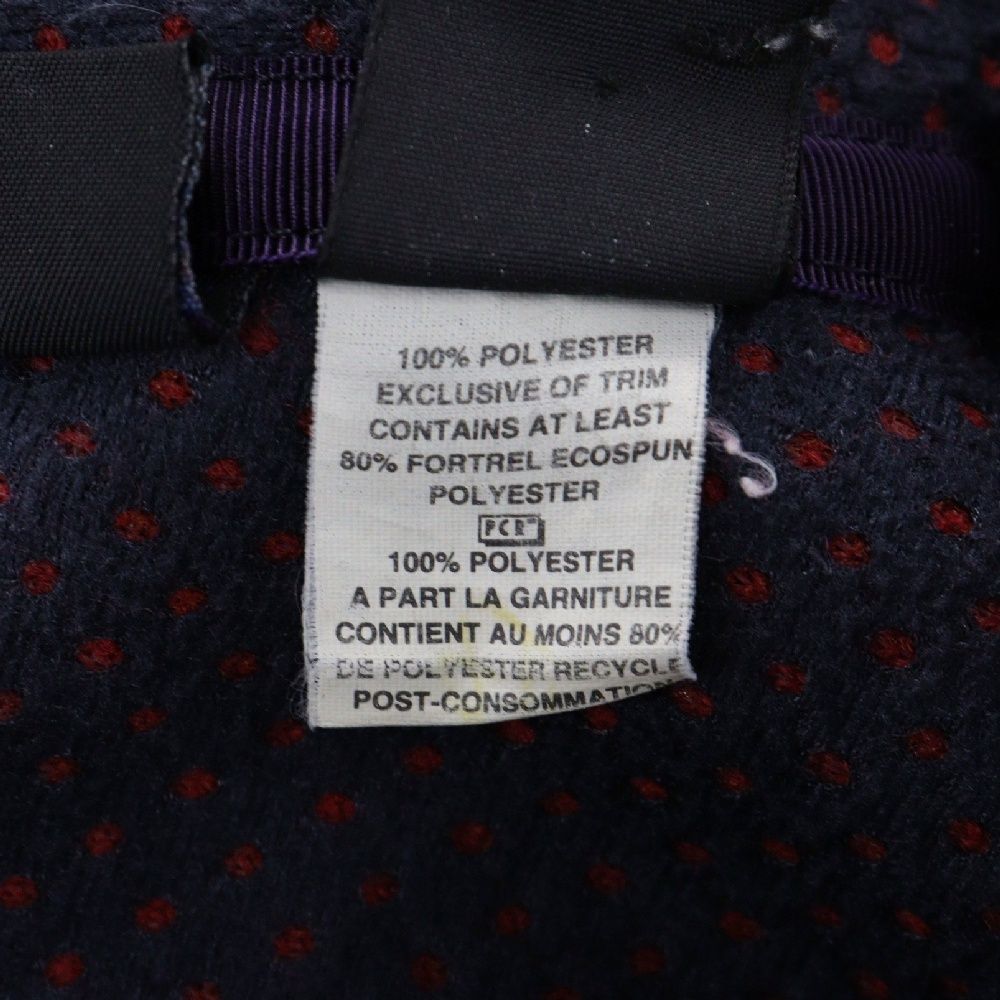 100% POLYESTER
EXCLUSIVE OF TRIM
CONTAINS AT LEAST
80% FORTREL ECOSPUN
POLYESTER
PCR™
100% POLYESTER
A PART LA GARNITURE
CONTIENT AU MOINS 80%
DE POLYESTER RECYCLE
POST-CONSOMMATION